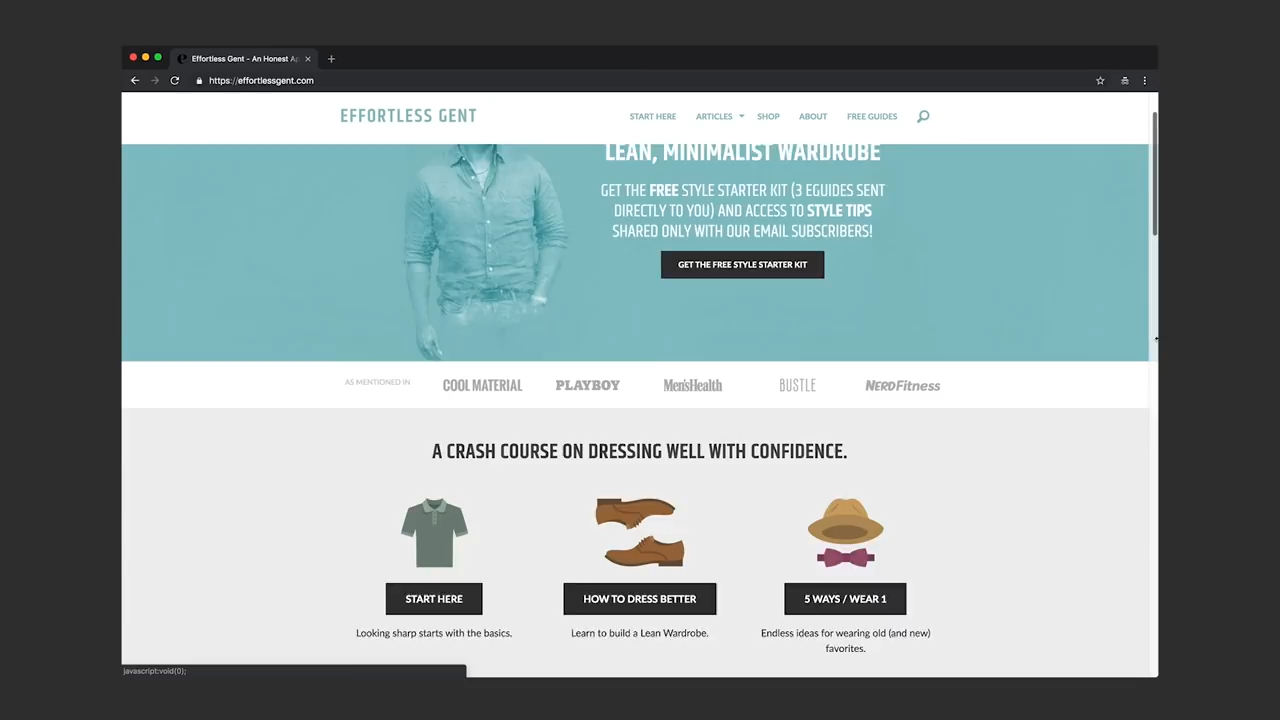 Effortless Gent - An Honest Ap
https://effortlessgent.com
EFFORTLESS GENT
START HERE
ARTICLES
SHOP
ABOUT
FREE GUIDES
LEAN, MINIMALIST WARDROBE
GET THE FREE STYLE STARTER KIT (3 EGUIDES SENT
DIRECTLY TO YOU) AND ACCESS TO STYLE TIPS
SHARED ONLY WITH OUR EMAIL SUBSCRIBERS!
GET THE FREE STYLE STARTER KIT
AS MENTIONED IN
COOL MATERIAL
PLAYBOY
Men'sHealth
BUSTLE
NERDFitness
A CRASH COURSE ON DRESSING WELL WITH CONFIDENCE.
START HERE
HOW TO DRESS BETTER
5 WAYS / WEAR 1
Looking sharp starts with the basics.
Learn to build a Lean Wardrobe.
Endless ideas for wearing old (and new)
favorites.
javascript:void(0);